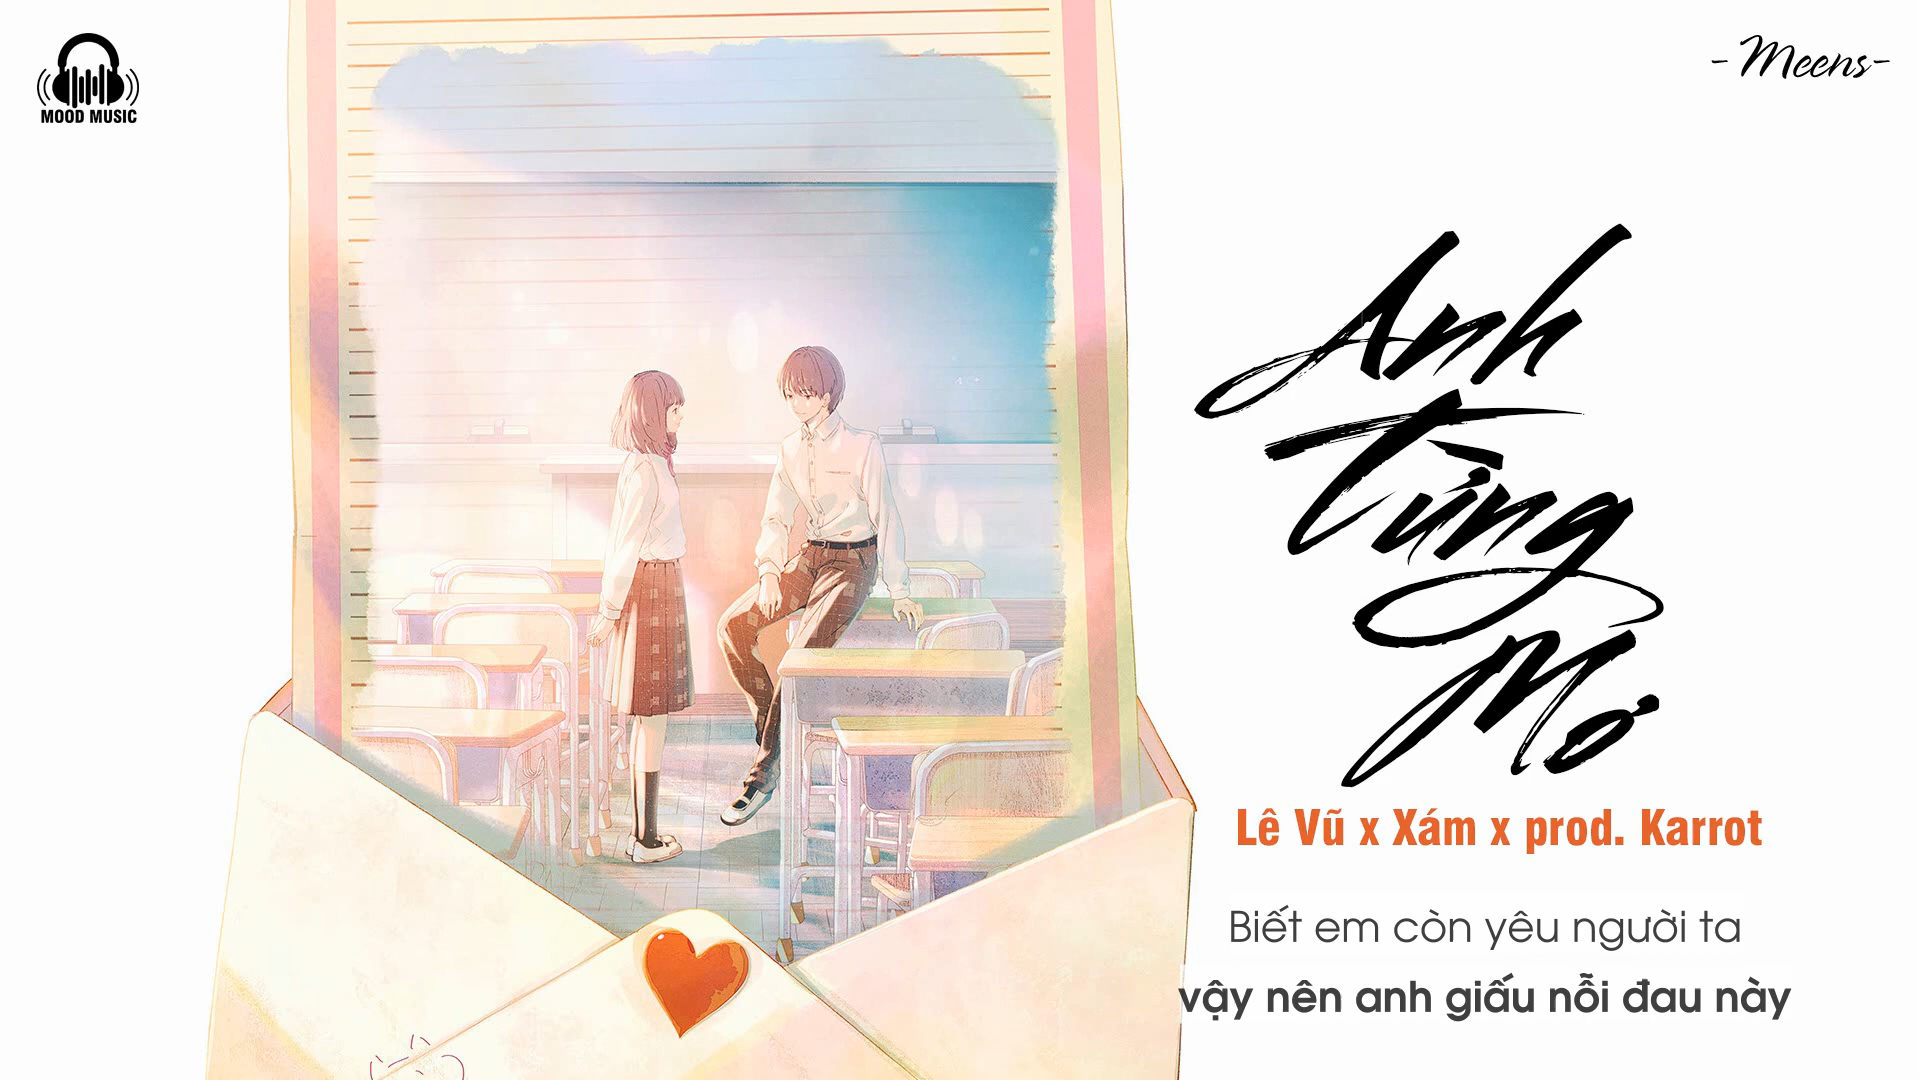 MOOD MUSIC
-Meens-
Anh
Từng
Mơ
Lê Vũ x Xám x prod. Karrot
Biết em còn yêu người ta
vậy nên anh giấu nỗi đau này